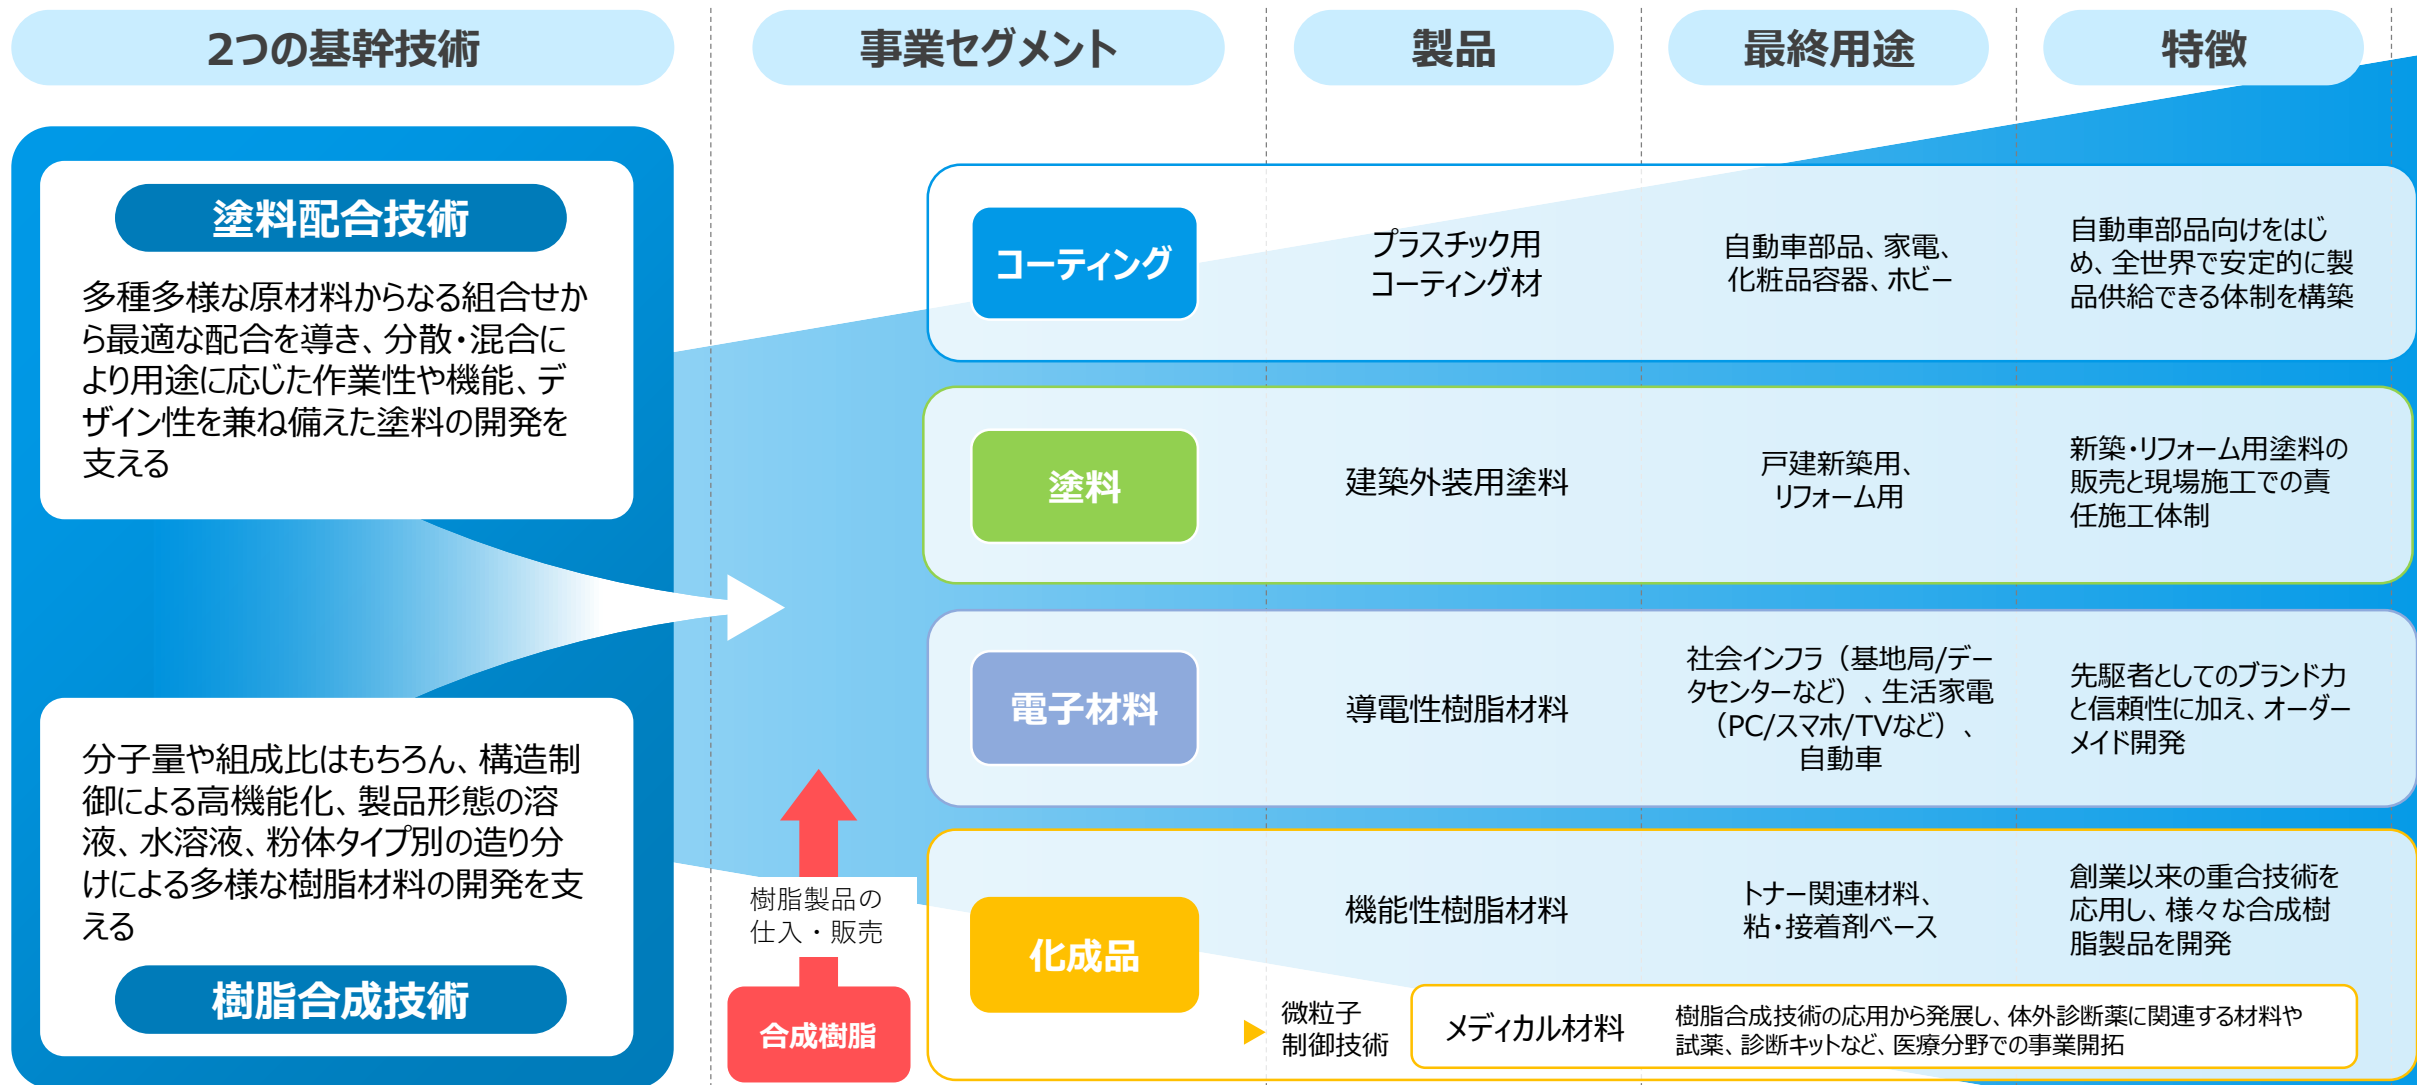 2つの基幹技術
事業セグメント
製品
最終用途
特徴
塗料配合技術
多種多様な原材料からなる組合せか
ら最適な配合を導き、分散・混合に
より用途に応じた作業性や機能、デ
ザイン性を兼ね備えた塗料の開発を
支える
分子量や組成比はもちろん、構造制
御による高機能化、製品形態の溶
液、水溶液、粉体タイプ別の造り分
けによる多様な樹脂材料の開発を支
える
樹脂合成技術
樹脂製品の
仕入・販売
合成樹脂
コーティング
プラスチック用
コーティング材
自動車部品、家電、
化粧品容器、ホビー
自動車部品向けをはじ
め、全世界で安定的に製
品供給できる体制を構築
塗料
建築外装用塗料
戸建新築用、
リフォーム用
新築・リフォーム用塗料の
販売と現場施工での責
任施工体制
電子材料
導電性樹脂材料
社会インフラ（基地局/デー
タセンターなど）、生活家電
（PC/スマホ/TVなど）、
自動車
先駆者としてのブランド力
と信頼性に加え、オーダー
メイド開発
化成品
機能性樹脂材料
トナー関連材料、
粘・接着剤ベース
創業以来の重合技術を
応用し、様々な合成樹
脂製品を開発
微粒子
制御技術
メディカル材料
樹脂合成技術の応用から発展し、体外診断薬に関連する材料や
試薬、診断キットなど、医療分野での事業開拓